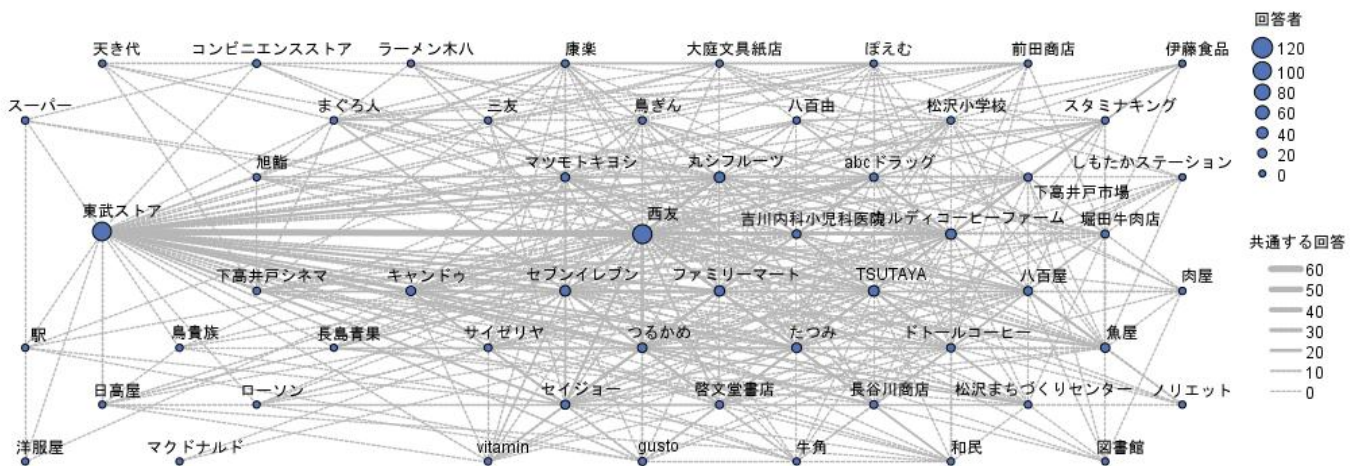 天き代 コンビニエンスストア ラーメン木八 康楽 大庭文具紙店 ぽえむ 前田商店 伊藤食品
スーパー まぐろ人 三友 鳥ぎん 八百由 松沢小学校 スタミナキング
旭鮨 マツモトキヨシ 丸シフルーツ abcドラッグ 下高井戸市場 しもたかステーション
東武ストア 西友 吉川内科小児科医院 カルディコーヒーファーム 堀田牛肉店
下高井戸シネマ キャンドゥ セブンイレブン ファミリーマート TSUTAYA 八百屋 肉屋
駅 鳥貴族 長島青果 サイゼリヤ つるかめ たつみ ドトールコーヒー 魚屋
日高屋 ローソン セイジョー 啓文堂書店 長谷川商店 松沢まちづくりセンター ノリエット
洋服屋 マクドナルド vitamin gusto 牛角 和民 図書館
回答者
120
100
80
60
40
20
0
共通する回答
60
50
40
30
20
10
0